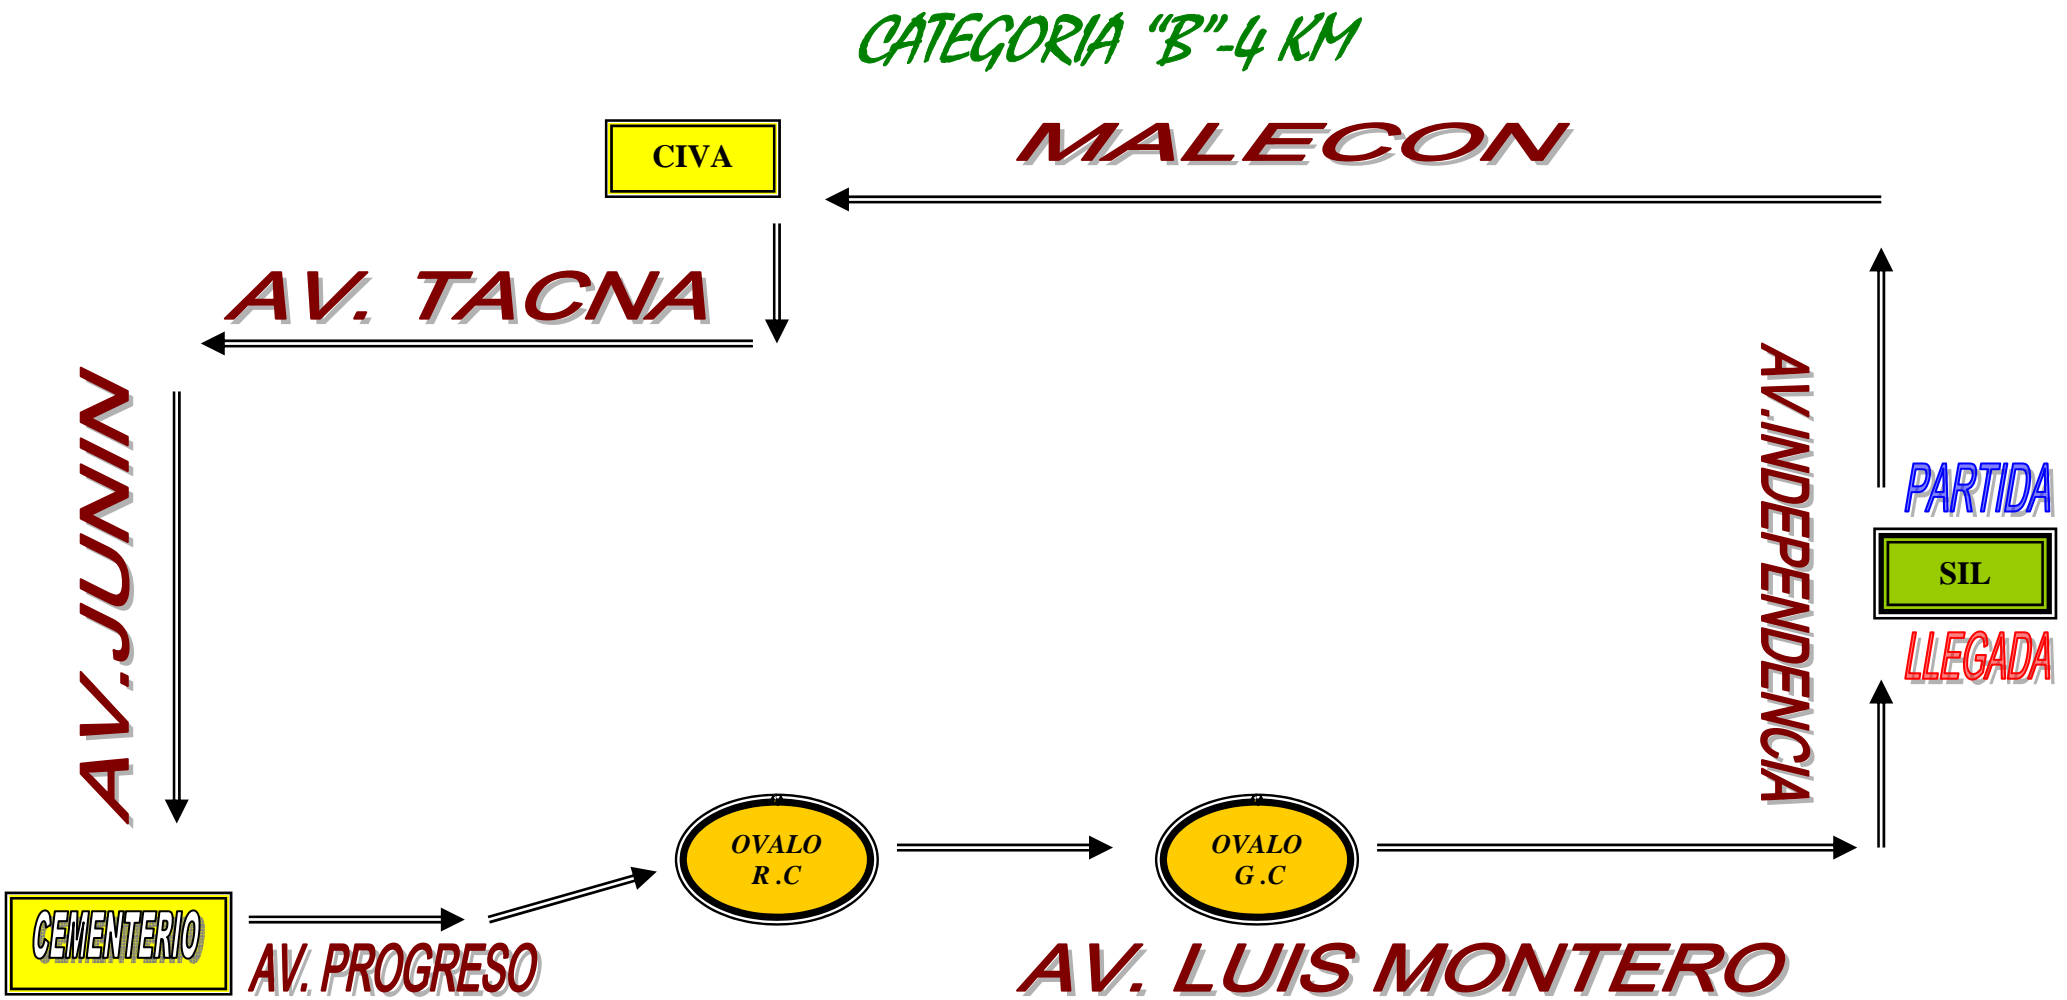 CATEGORIA “B”-4 KM
MALECON
CIVA
AV. TACNA
AV.JUNIN
AV.INDEPENDENCIA
PARTIDA
SIL
LLEGADA
OVALO
R .C
OVALO
G .C
CEMENTERIO
AV. PROGRESO
AV. LUIS MONTERO